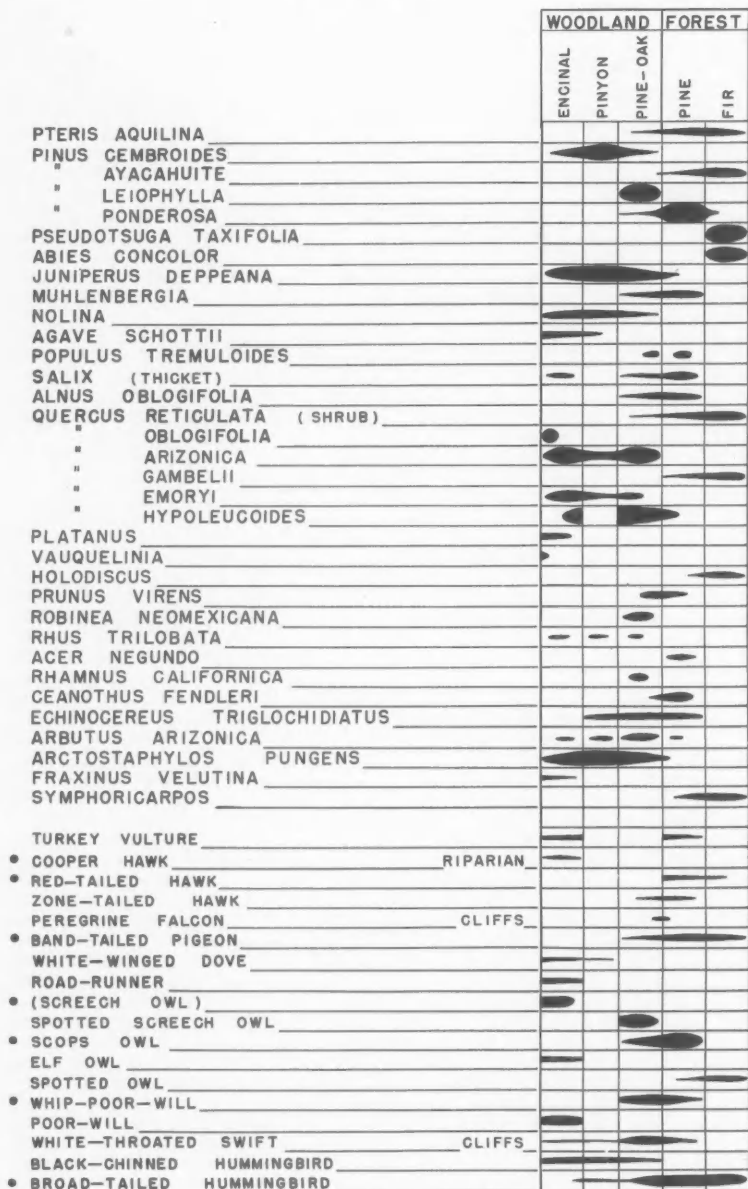 WOODLAND FOREST
ENCINAL PINYON PINE-OAK PINE FIR
PTERIS AQUILINA
PINUS CEMBROIDES
" AYACAHUITE
" LEIOPHYLLA
" PONDEROSA
PSEUDOTSUGA TAXIFOLIA
ABIES CONCOLOR
JUNIPERUS DEPPEANA
MUHLENBERGIA
NOLINA
AGAVE SCHOTTII
POPULUS TREMULOIDES
SALIX (THICKET)
ALNUS OBLOGIFOLIA
QUERCUS RETICULATA (SHRUB)
" OBLOGIFOLIA
" ARIZONICA
" GAMBELII
" EMORYI
" HYPOLEUCOIDES
PLATANUS
VAUQUELINIA
HOLODISCUS
PRUNUS VIRENS
ROBINEA NEOMEXICANA
RHUS TRILOBATA
ACER NEGUNDO
RHAMNUS CALIFORNICA
CEANOTHUS FENDLERI
ECHINOCEREUS TRIGLOCHIDIATUS
ARBUTUS ARIZONICA
ARCTOSTAPHYLOS PUNGENS
FRAXINUS VELUTINA
SYMPHORICARPOS
TURKEY VULTURE
• COOPER HAWK RIPARIAN
• RED-TAILED HAWK
ZONE-TAILED HAWK
PEREGRINE FALCON CLIFFS
• BAND-TAILED PIGEON
WHITE-WINGED DOVE
ROAD-RUNNER
• (SCREECH OWL)
SPOTTED SCREECH OWL
• SCOPS OWL
ELF OWL
SPOTTED OWL
• WHIP-POOR-WILL
POOR-WILL
WHITE-THROATED SWIFT CLIFFS
BLACK-CHINNED HUMMINGBIRD
• BROAD-TAILED HUMMINGBIRD